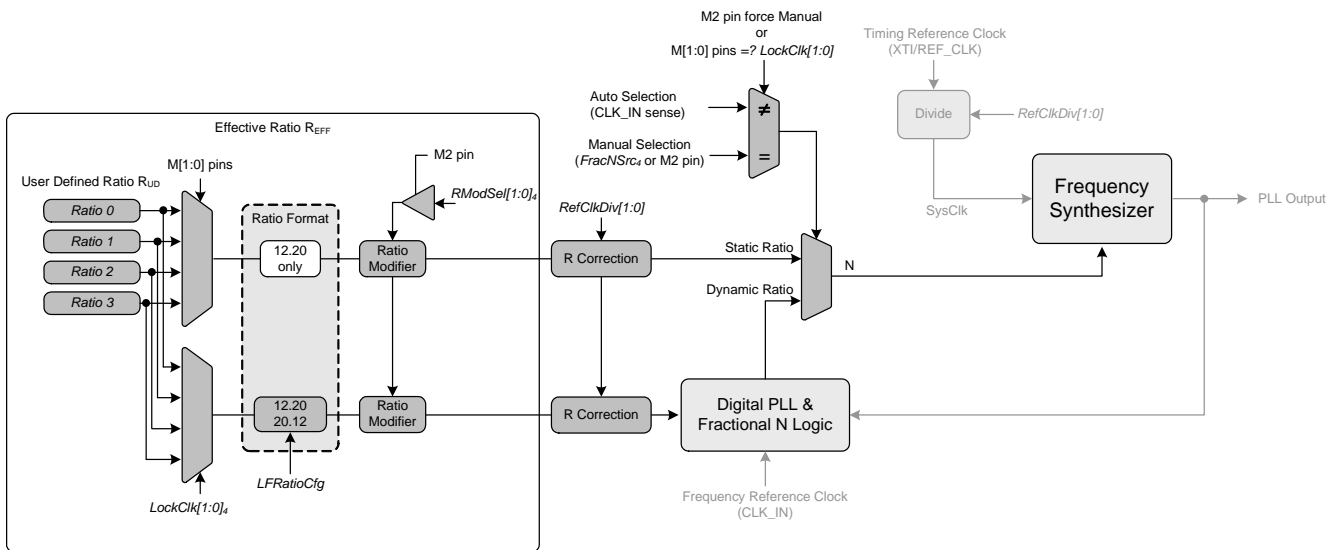 M2 pin force Manual
or
M[1:0] pins =? LockClk[1:0]
Timing Reference Clock
(XTI/REF_CLK)
Auto Selection
(CLK_IN sense)
≠
Divide
RefClkDiv[1:0]
Manual Selection
(FracNSrc4 or M2 pin)
=
Effective Ratio REFF
M[1:0] pins
M2 pin
User Defined Ratio RUD
RModSel[1:0]4
RefClkDiv[1:0]
Ratio 0
Ratio 1
Ratio 2
Ratio 3
Ratio Format
12.20
only
Ratio
Modifier
R Correction
Static Ratio
Dynamic Ratio
N
SysClk
Frequency
Synthesizer
PLL Output
12.20
20.12
Ratio
Modifier
R Correction
Digital PLL &
Fractional N Logic
LFRatioCfg
LockClk[1:0]4
Frequency Reference Clock
(CLK_IN)